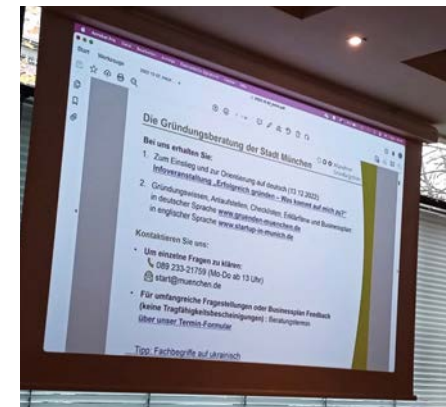 Start Werkzeuge
Die Gründungsberatung der Stadt München
Bei uns erhalten Sie:
1. Zum Einstieg und zur Orientierung auf deutsch (13.12.2022)
Infoveranstaltung „Erfolgreich gründen – Was kommt auf mich zu?"
2. Gründungswissen, Anlaufstellen, Checklisten, Erklärfilme und Businessplan
in deutscher Sprache www.gruenden-muenchen.de
in englischer Sprache www.startup-in-munich.de
Kontaktieren Sie uns:
• Um einzelne Fragen zu klären:
089 233-21759 (Mo-Do ab 13 Uhr)
start@muenchen.de
• Für umfangreiche Fragestellungen oder Businessplan Feedback
(keine Tragfähigkeitsbescheinigungen) : Beratungstermin
über unser Termin-Formular
Tipp: Fachbegriffe auf ukrainisch